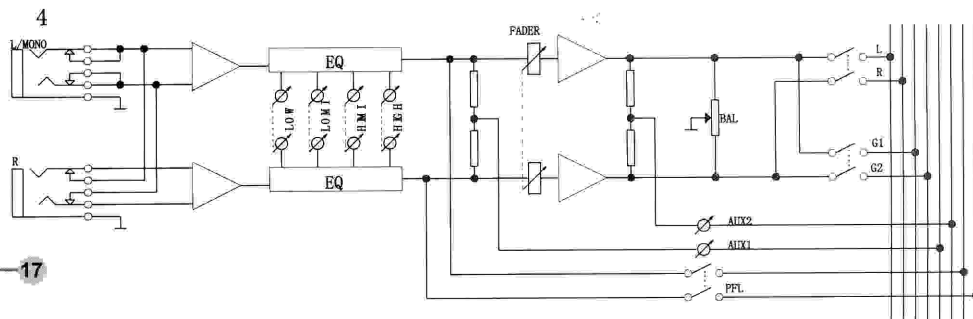 4
L/MONO
FADER
EQ
L
R
LOW
LOMI
HIMI
HIGH
BAL
R
G1
G2
EQ
AUX2
AUX1
17
PFL